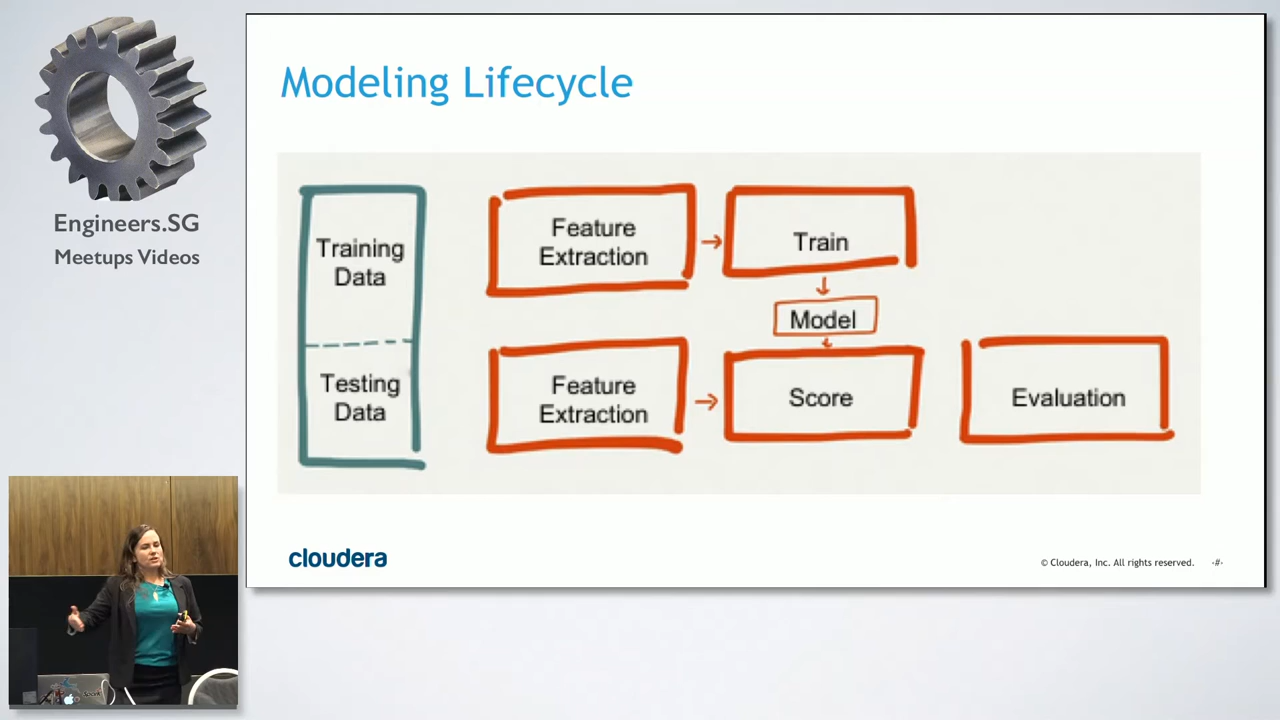 Engineers.SG
Meetups Videos
Modeling Lifecycle
Training
Data
Testing
Data
Feature
Extraction
Train
Model
Feature
Extraction
Score
Evaluation
cloudera
© Cloudera, Inc. All rights reserved.
‹#›
Spark